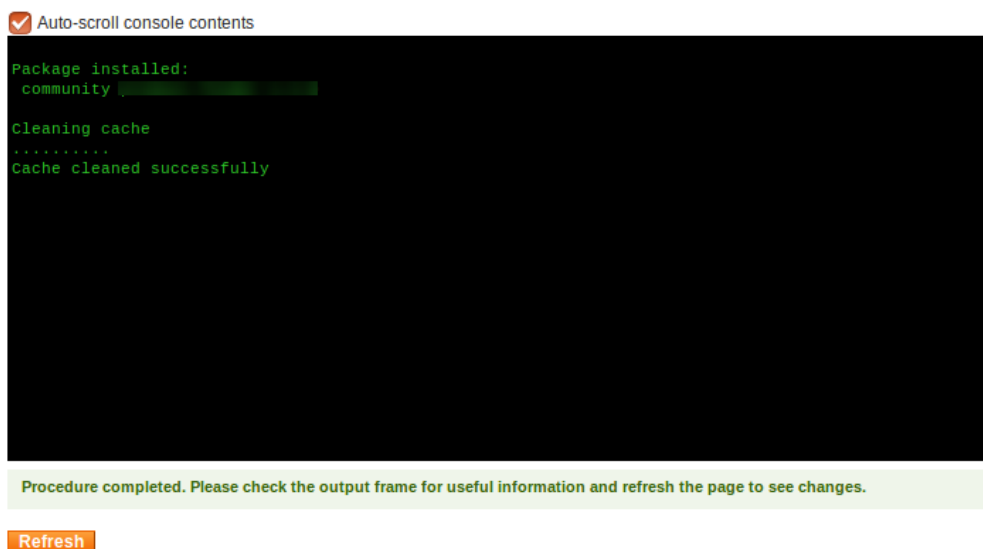 Auto-scroll console contents
Package installed:
community
Cleaning cache
..........
Cache cleaned successfully
Procedure completed. Please check the output frame for useful information and refresh the page to see changes.
Refresh